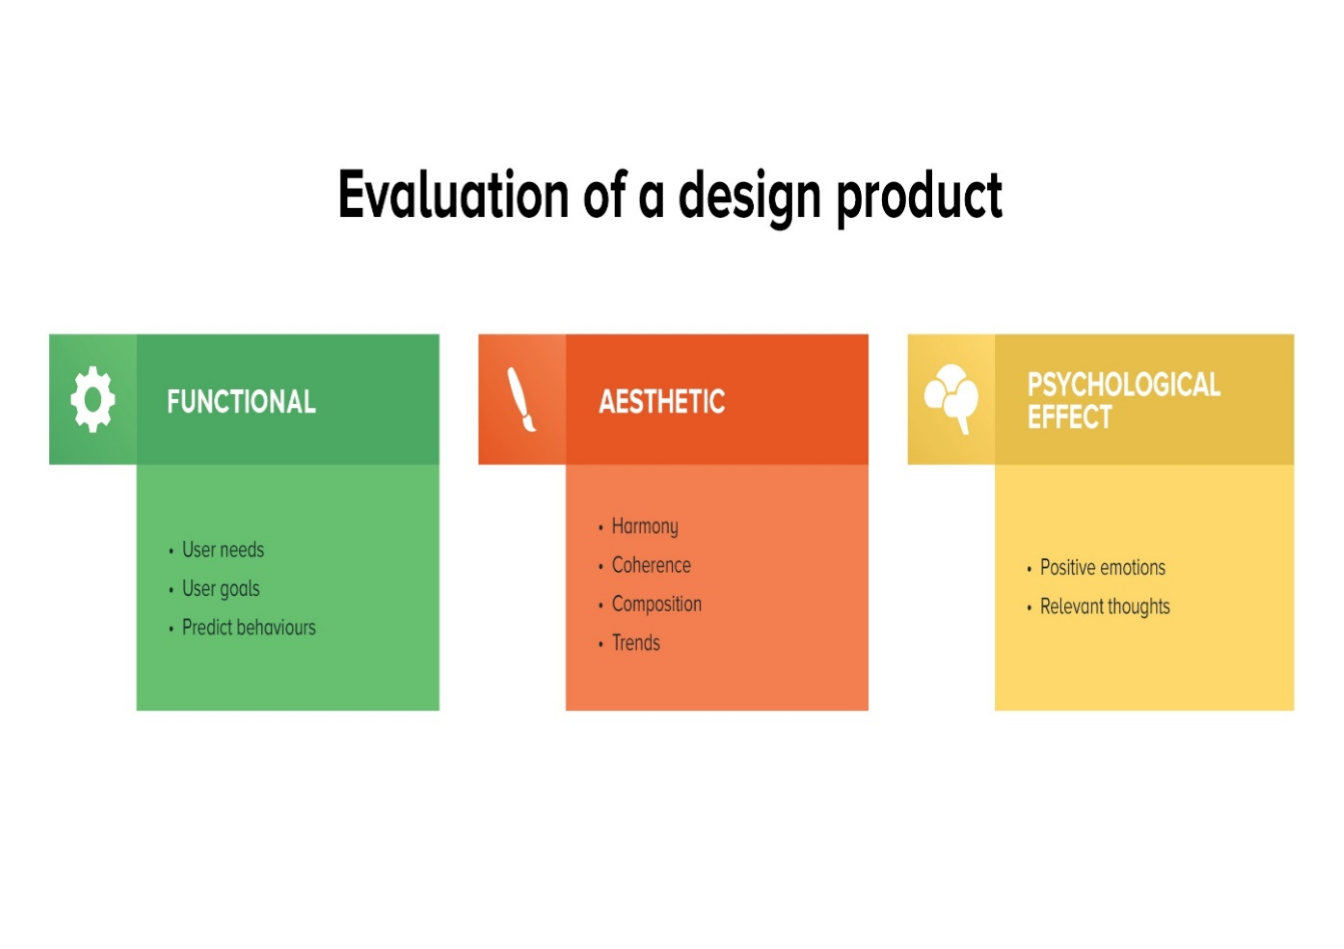 Evaluation of a design product
FUNCTIONAL
• User needs
• User goals
• Predict behaviours
AESTHETIC
• Harmony
• Coherence
• Composition
• Trends
PSYCHOLOGICAL
EFFECT
• Positive emotions
• Relevant thoughts